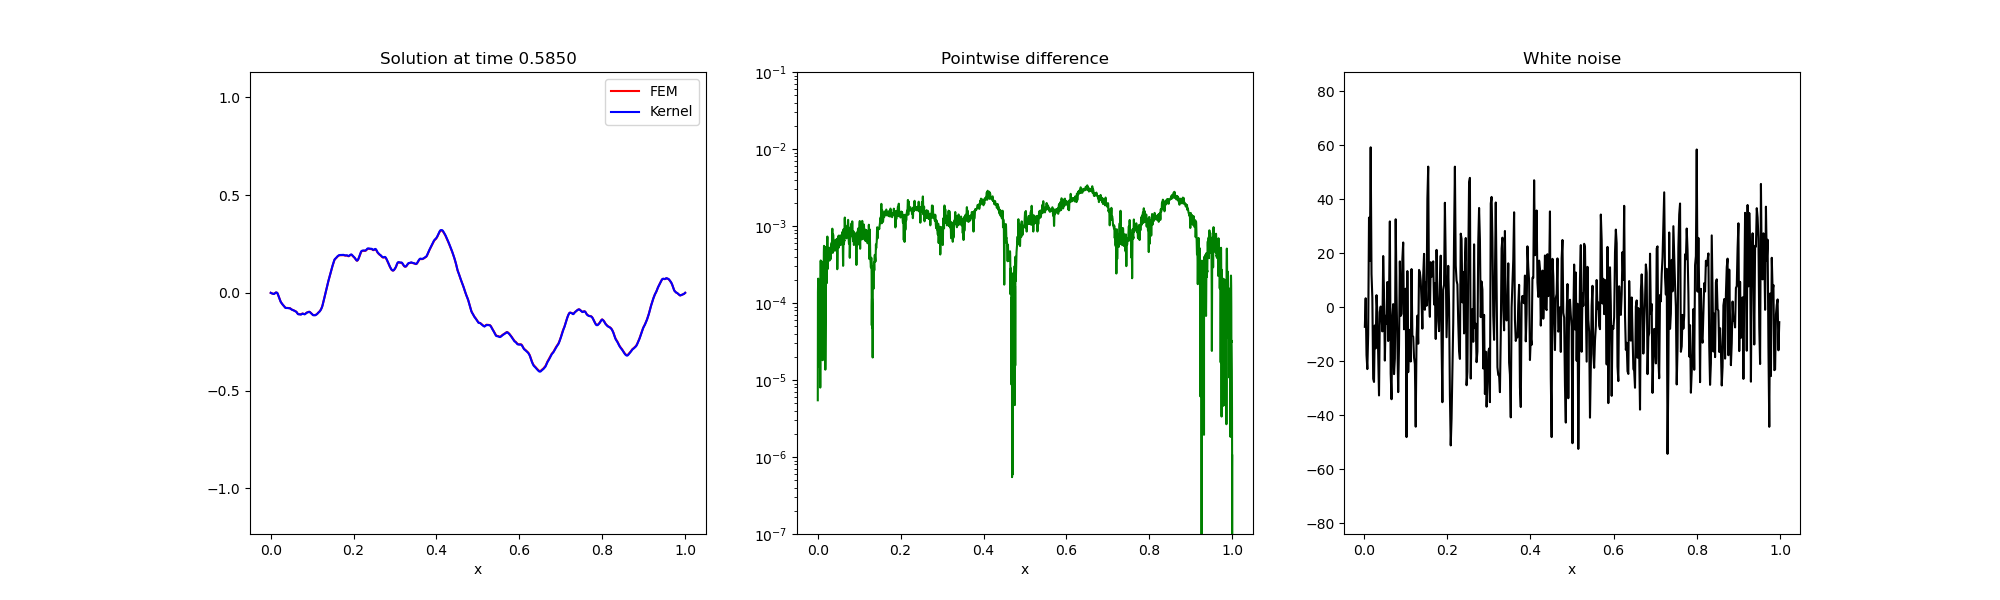 Solution at time 0.5850
1.0
0.5
0.0
−0.5
−1.0
FEM
Kernel
0.0 0.2 0.4 0.6 0.8 1.0
x
Pointwise difference
10⁻¹
10⁻²
10⁻³
10⁻⁴
10⁻⁵
10⁻⁶
10⁻⁷
0.0 0.2 0.4 0.6 0.8 1.0
x
White noise
80
60
40
20
0
−20
−40
−60
−80
0.0 0.2 0.4 0.6 0.8 1.0
x